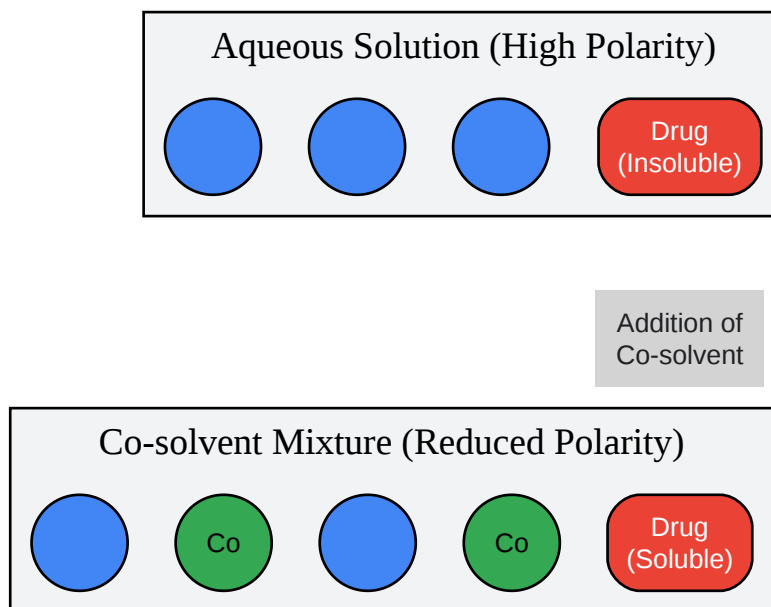 Aqueous Solution (High Polarity)
Drug
(Insoluble)
Addition of
Co-solvent
Co-solvent Mixture (Reduced Polarity)
Co
Co
Drug
(Soluble)